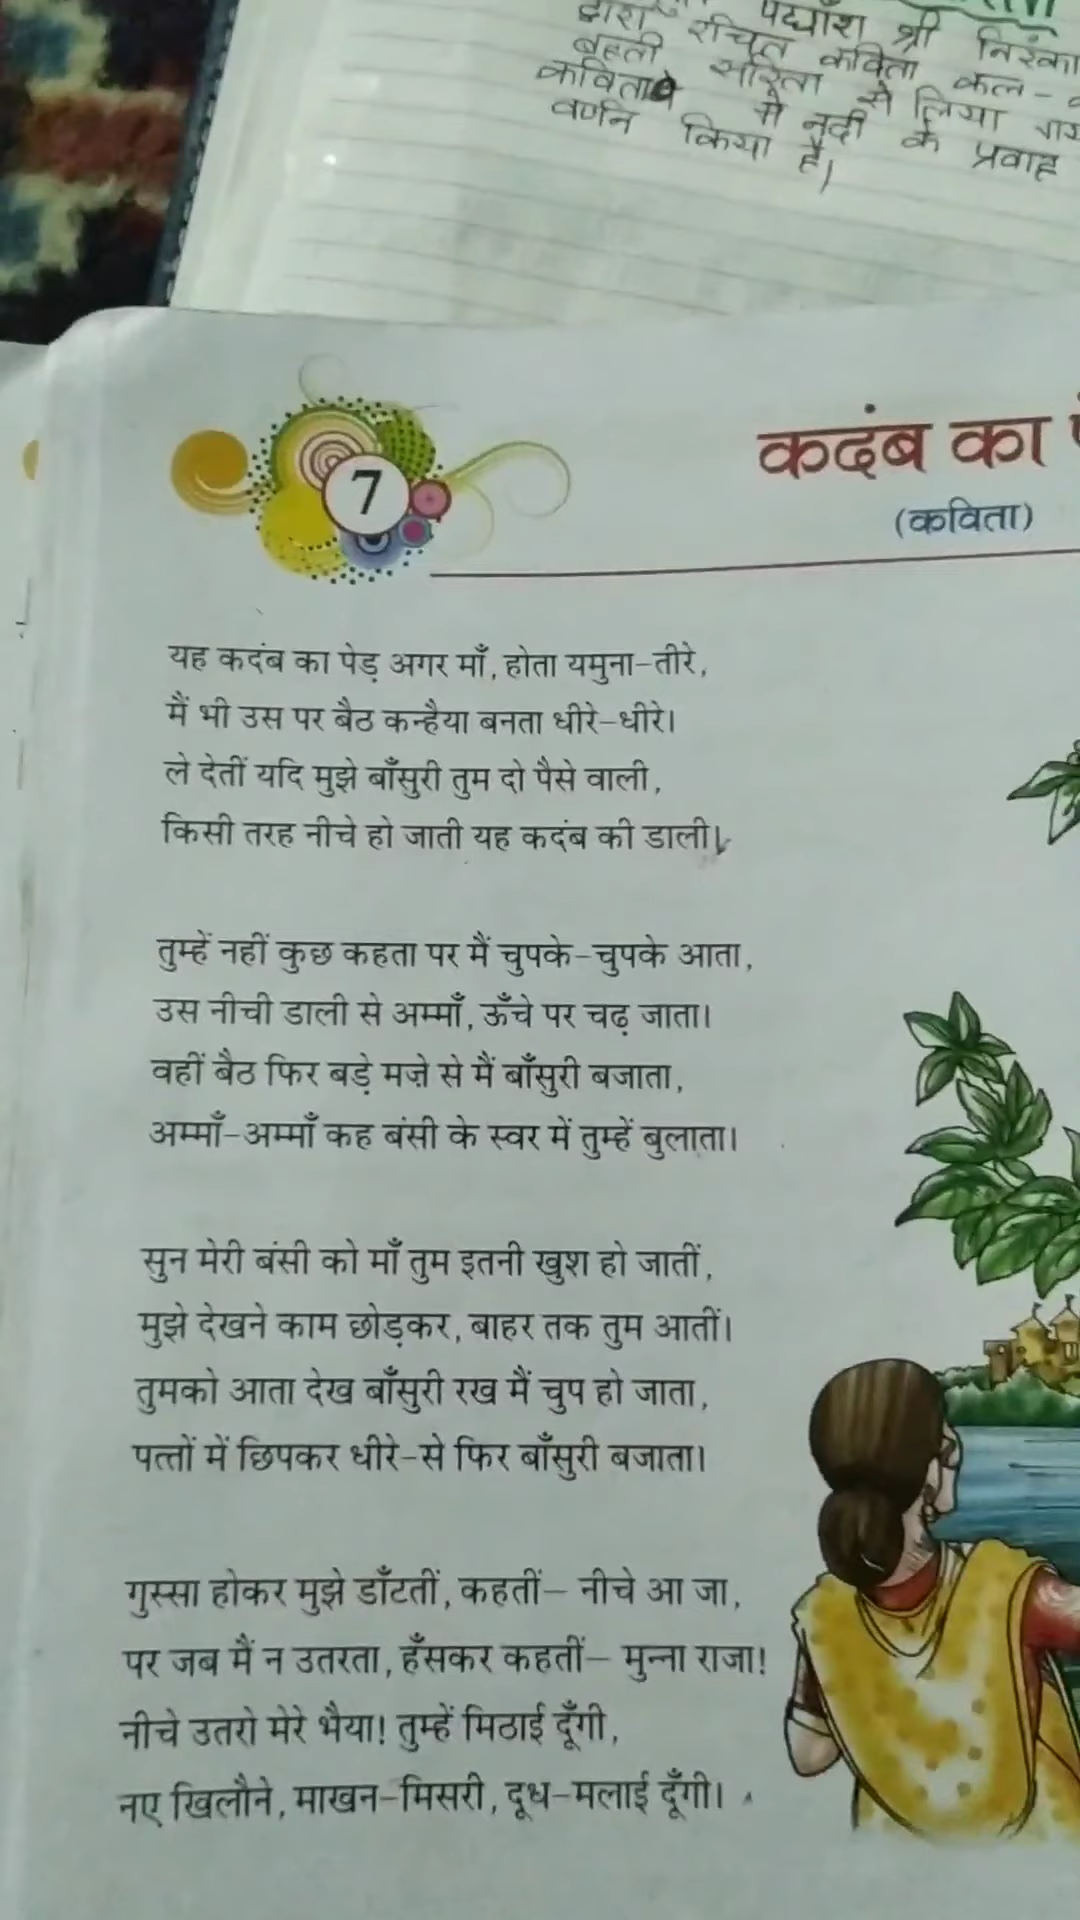 पद्यांश श्री
द्वारा रचित कविता कल-
बहती सरिता से लिया
कविता में नदी के प्रवाह
वर्णन किया है।
7
कदंब का
(कविता)
यह कदंब का पेड़ अगर माँ, होता यमुना-तीरे,
मैं भी उस पर बैठ कन्हैया बनता धीरे-धीरे।
ले देतीं यदि मुझे बाँसुरी तुम दो पैसे वाली,
किसी तरह नीचे हो जाती यह कदंब की डाली।
तुम्हें नहीं कुछ कहता पर मैं चुपके-चुपके आता,
उस नीची डाली से अम्माँ, ऊँचे पर चढ़ जाता।
वहीं बैठ फिर बड़े मज़े से मैं बाँसुरी बजाता,
अम्माँ-अम्माँ कह बंसी के स्वर में तुम्हें बुलाता।
सुन मेरी बंसी को माँ तुम इतनी खुश हो जातीं,
मुझे देखने काम छोड़कर, बाहर तक तुम आतीं।
तुमको आता देख बाँसुरी रख मैं चुप हो जाता,
पत्तों में छिपकर धीरे-से फिर बाँसुरी बजाता।
गुस्सा होकर मुझे डाँटतीं, कहतीं- नीचे आ जा,
पर जब मैं न उतरता, हँसकर कहतीं- मुन्ना राजा!
नीचे उतरो मेरे भैया! तुम्हें मिठाई दूँगी,
नए खिलौने, माखन-मिसरी, दूध-मलाई दूँगी।